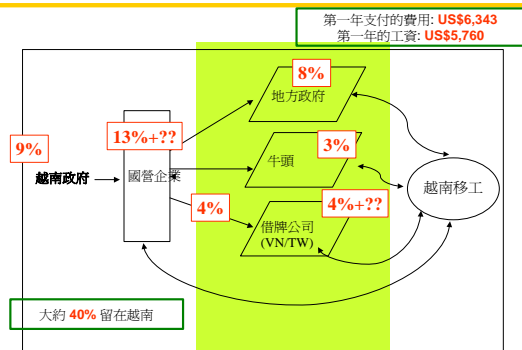 第一年支付的費用: US$6,343
第一年的工資: US$5,760
8%
地方政府
13%+??
9%
越南政府
國營企業
3%
牛頭
越南移工
4%
4%+??
借牌公司
(VN/TW)
大約 40% 留在越南